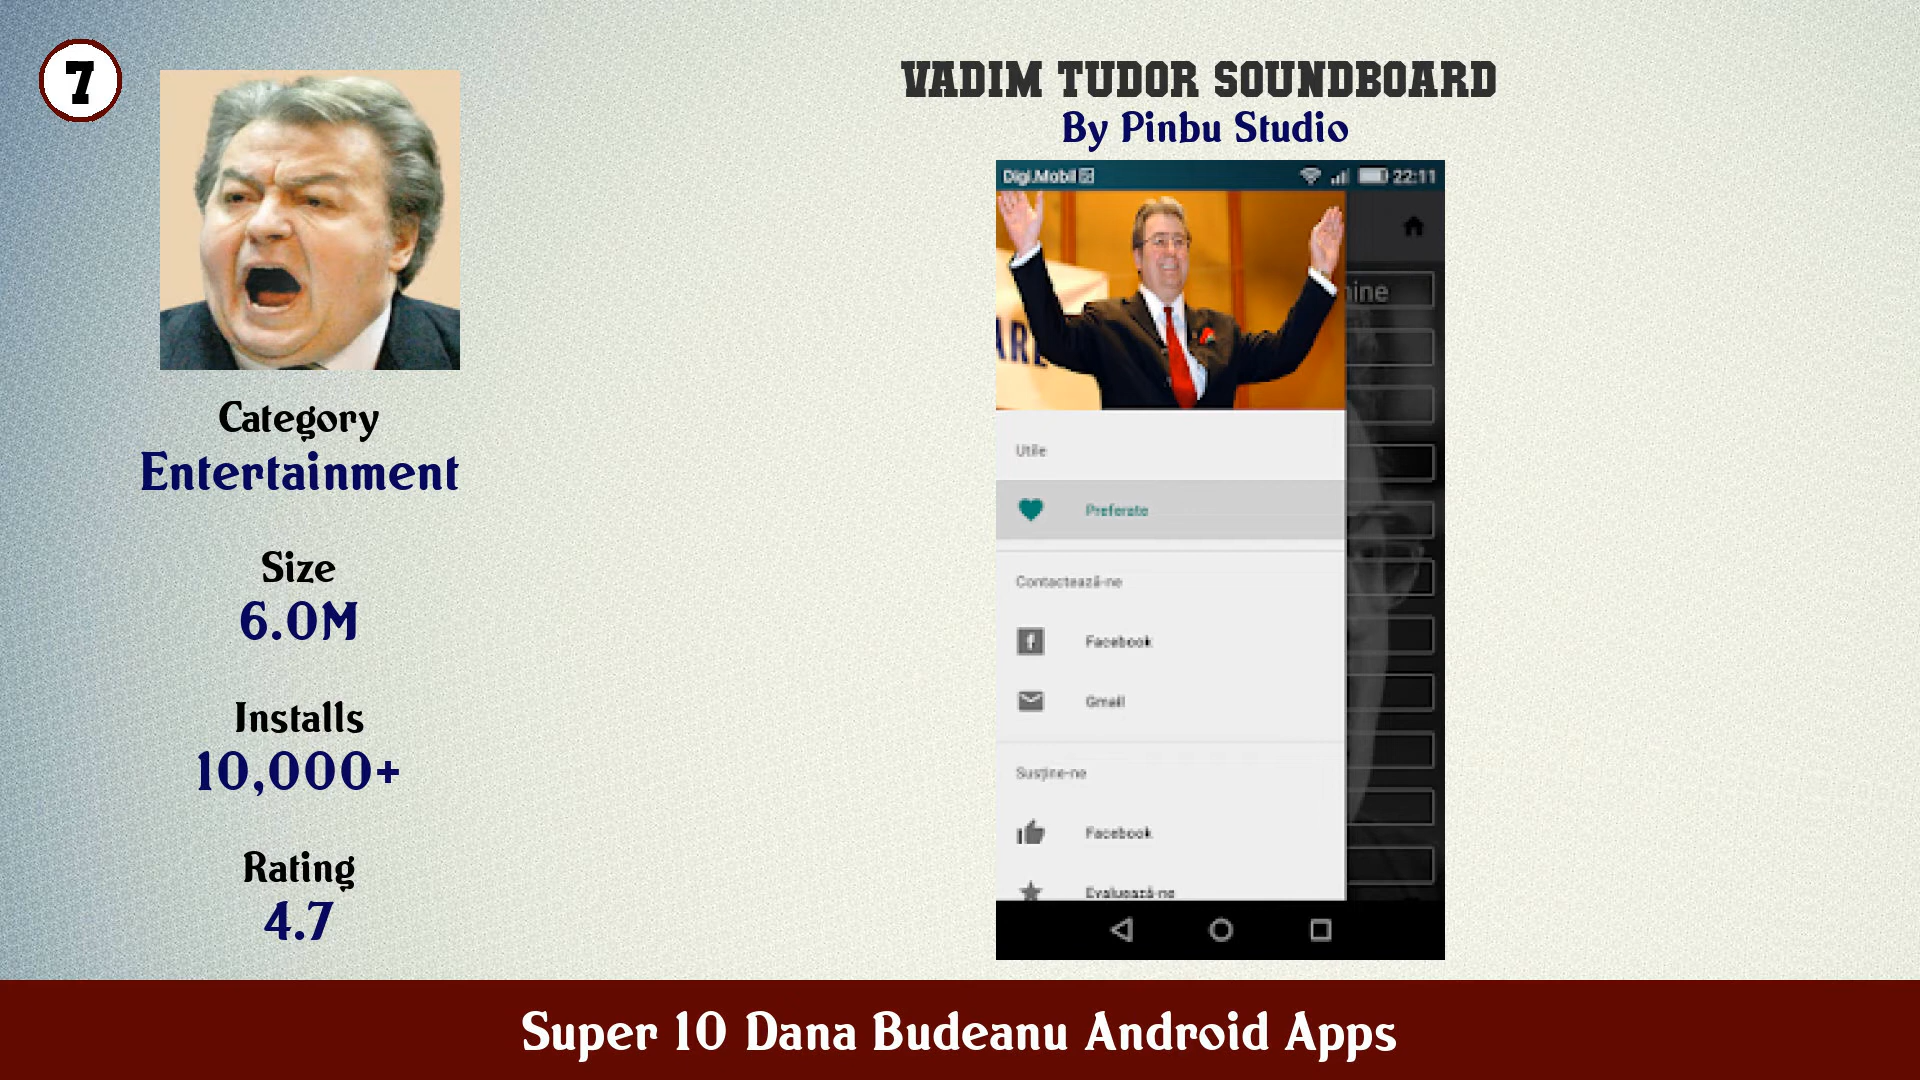 7
VADIM TUDOR SOUNDBOARD
By Pinbu Studio
Digi.Mobil
22:11
Utile
Preferate
Contactează-ne
Facebook
Gmail
Susține-ne
Facebook
Evaluează-ne
Category
Entertainment
Size
6.0M
Installs
10,000+
Rating
4.7
Super 10 Dana Budeanu Android Apps